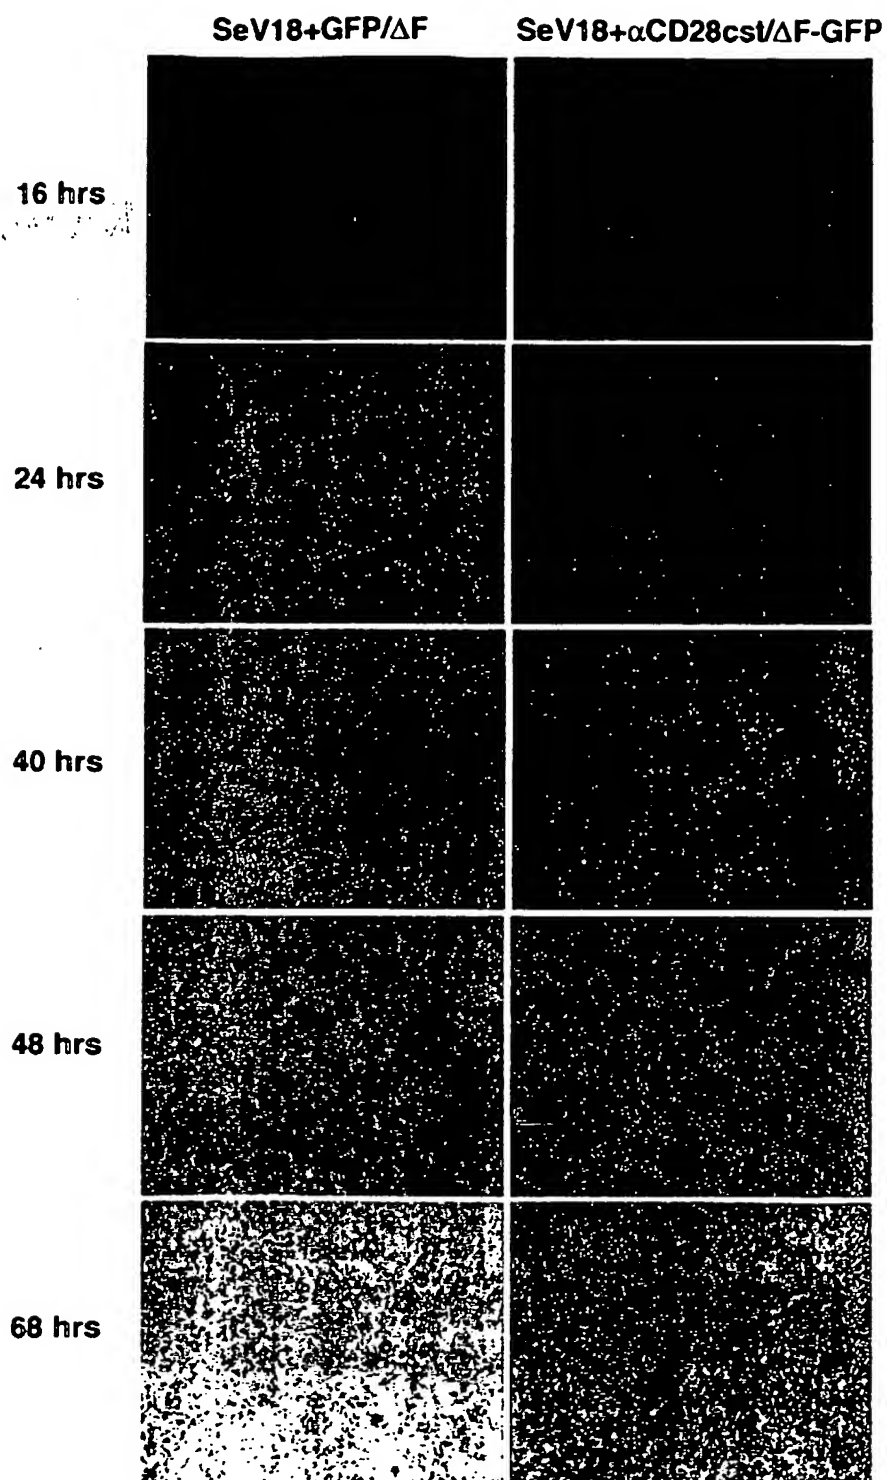 SeV18+GFP/ΔF SeV18+αCD28cst/ΔF-GFP
16 hrs
24 hrs
40 hrs
48 hrs
68 hrs